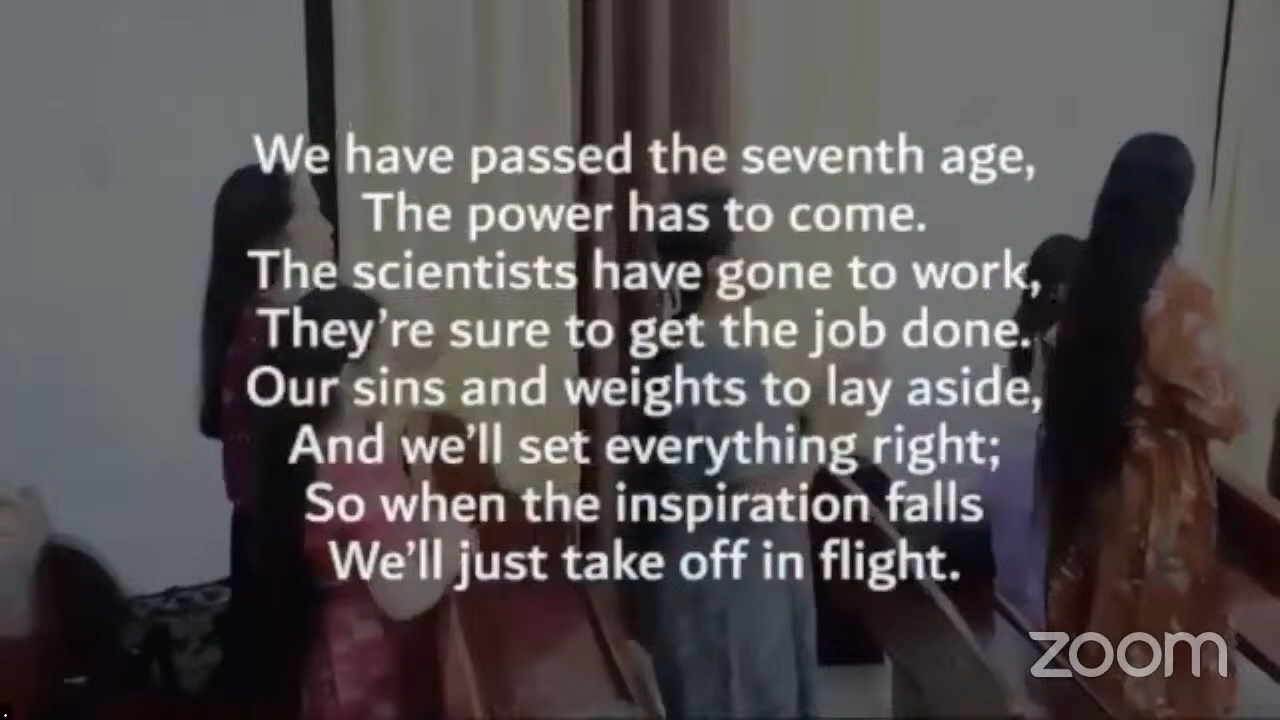 We have passed the seventh age,
The power has to come.
The scientists have gone to work,
They're sure to get the job done.
Our sins and weights to lay aside,
And we'll set everything right;
So when the inspiration falls
We'll just take off in flight.
zoom